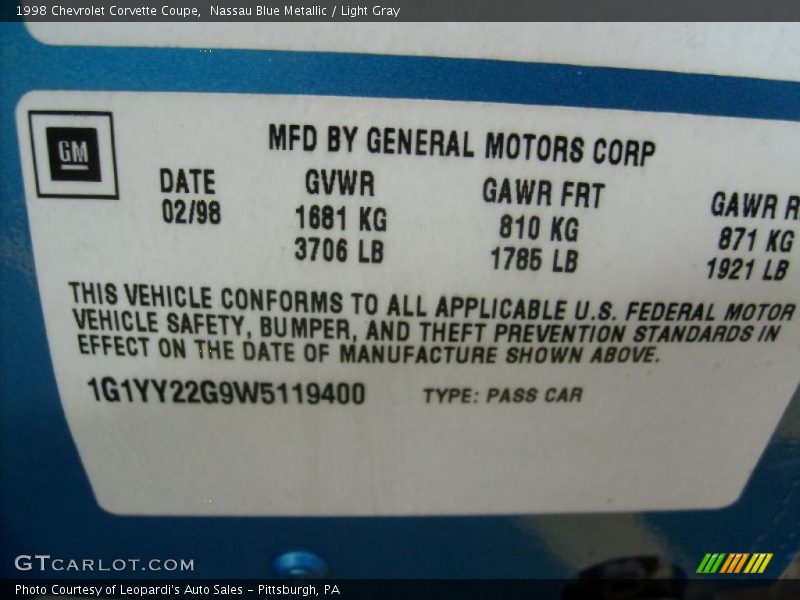 1998 Chevrolet Corvette Coupe,  Nassau Blue Metallic / Light Gray
GM
MFD BY GENERAL MOTORS CORP
DATE GVWR GAWR FRT GAWR R
02/98 1681 KG 810 KG 871 KG
3706 LB 1785 LB 1921 LB
THIS VEHICLE CONFORMS TO ALL APPLICABLE U.S. FEDERAL MOTOR
VEHICLE SAFETY, BUMPER, AND THEFT PREVENTION STANDARDS IN
EFFECT ON THE DATE OF MANUFACTURE SHOWN ABOVE.
1G1YY22G9W5119400 TYPE: PASS CAR
GTCARLOT.COM
Photo Courtesy of Leopardi's Auto Sales - Pittsburgh, PA